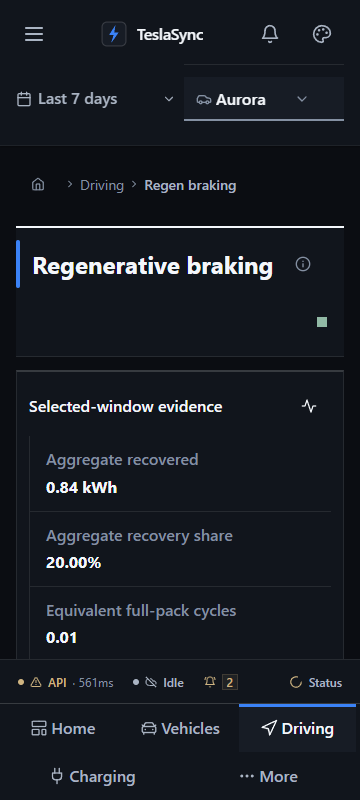 TeslaSync
Last 7 days
Aurora
Driving
Regen braking
Regenerative braking
Selected-window evidence
Aggregate recovered
0.84 kWh
Aggregate recovery share
20.00%
Equivalent full-pack cycles
0.01
API · 561ms
Idle
2
Status
Home
Vehicles
Driving
Charging
More